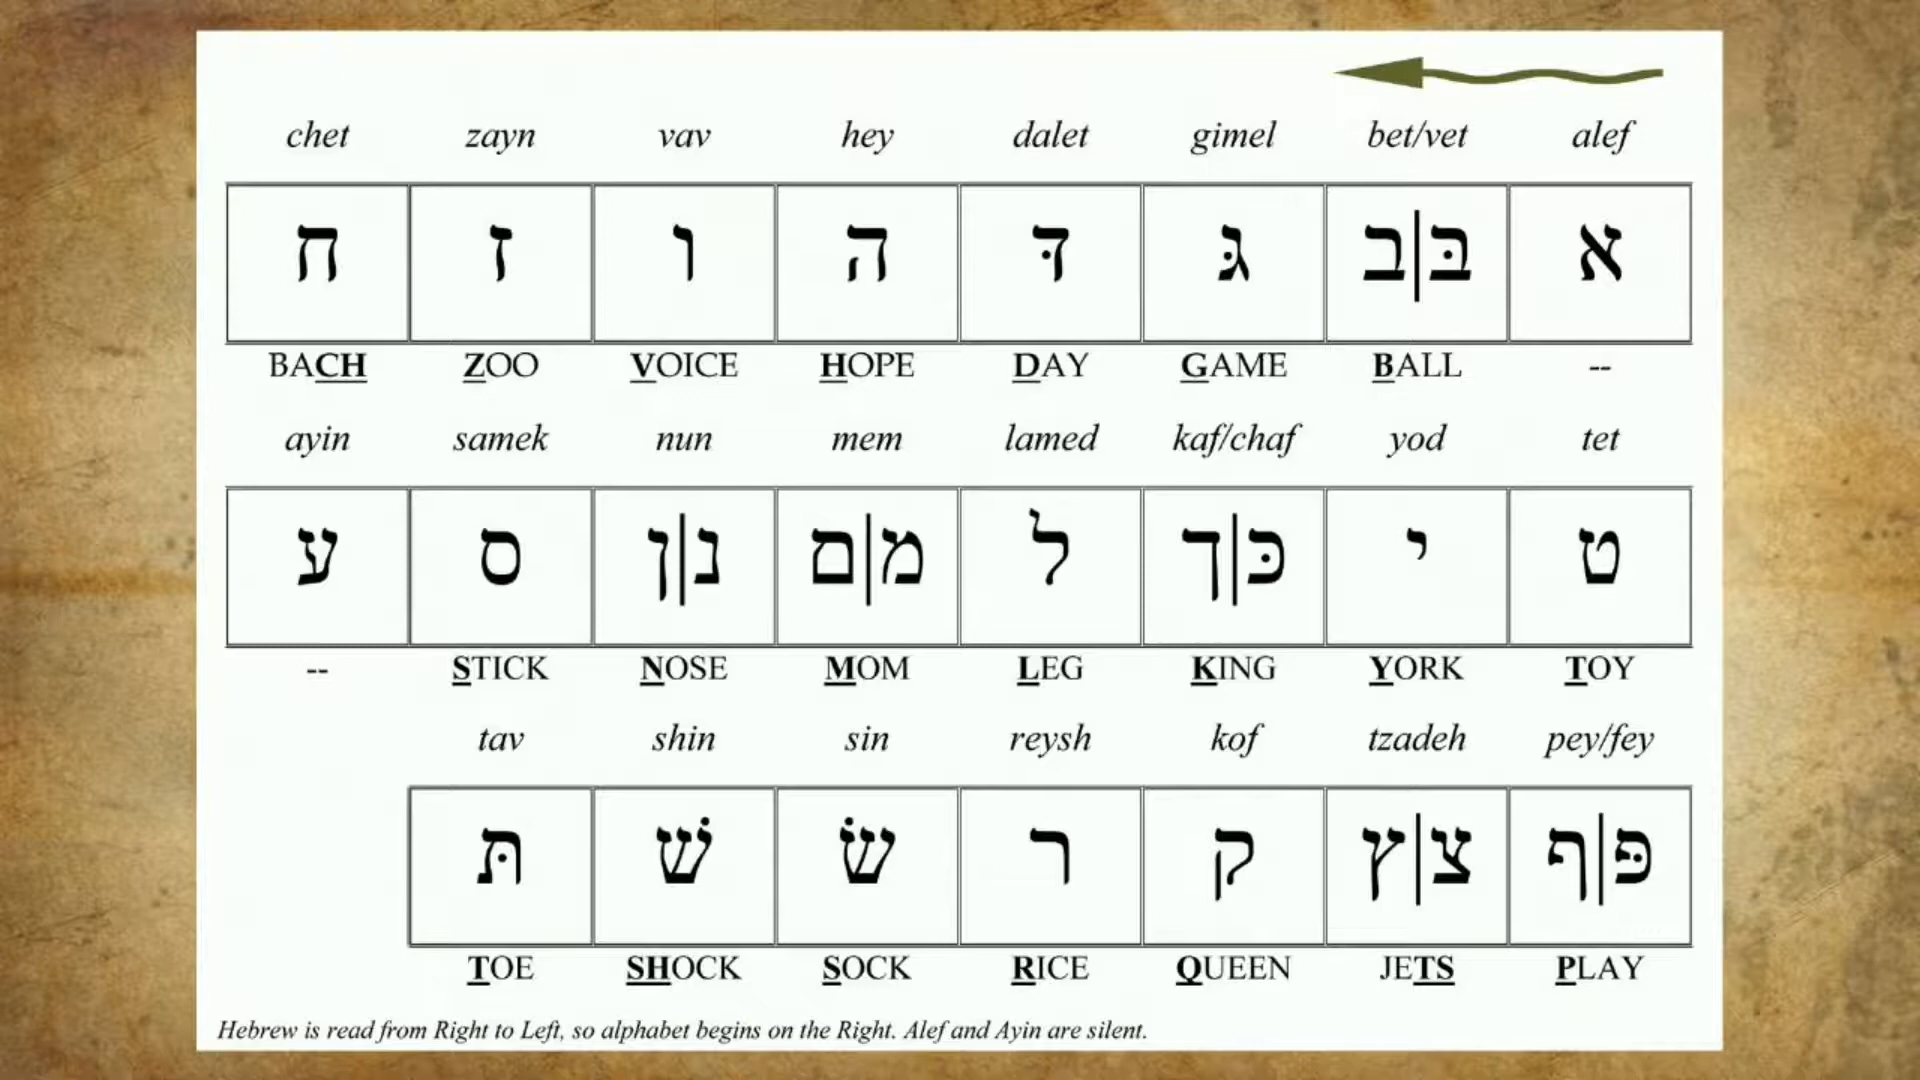 chet zayn vav hey dalet gimel bet/vet alef
ח ז ו ה דּ גּ בּ|ב א
BACH ZOO VOICE HOPE DAY GAME BALL --
ayin samek nun mem lamed kaf/chaf yod tet
ע ס נ|ן מ|ם ל כּ|ך י ט
-- STICK NOSE MOM LEG KING YORK TOY
tav shin sin reysh kof tzadeh pey/fey
תּ שׁ שׂ ר ק צ|ץ פּ|ף
TOE SHOCK SOCK RICE QUEEN JETS PLAY
Hebrew is read from Right to Left, so alphabet begins on the Right. Alef and Ayin are silent.